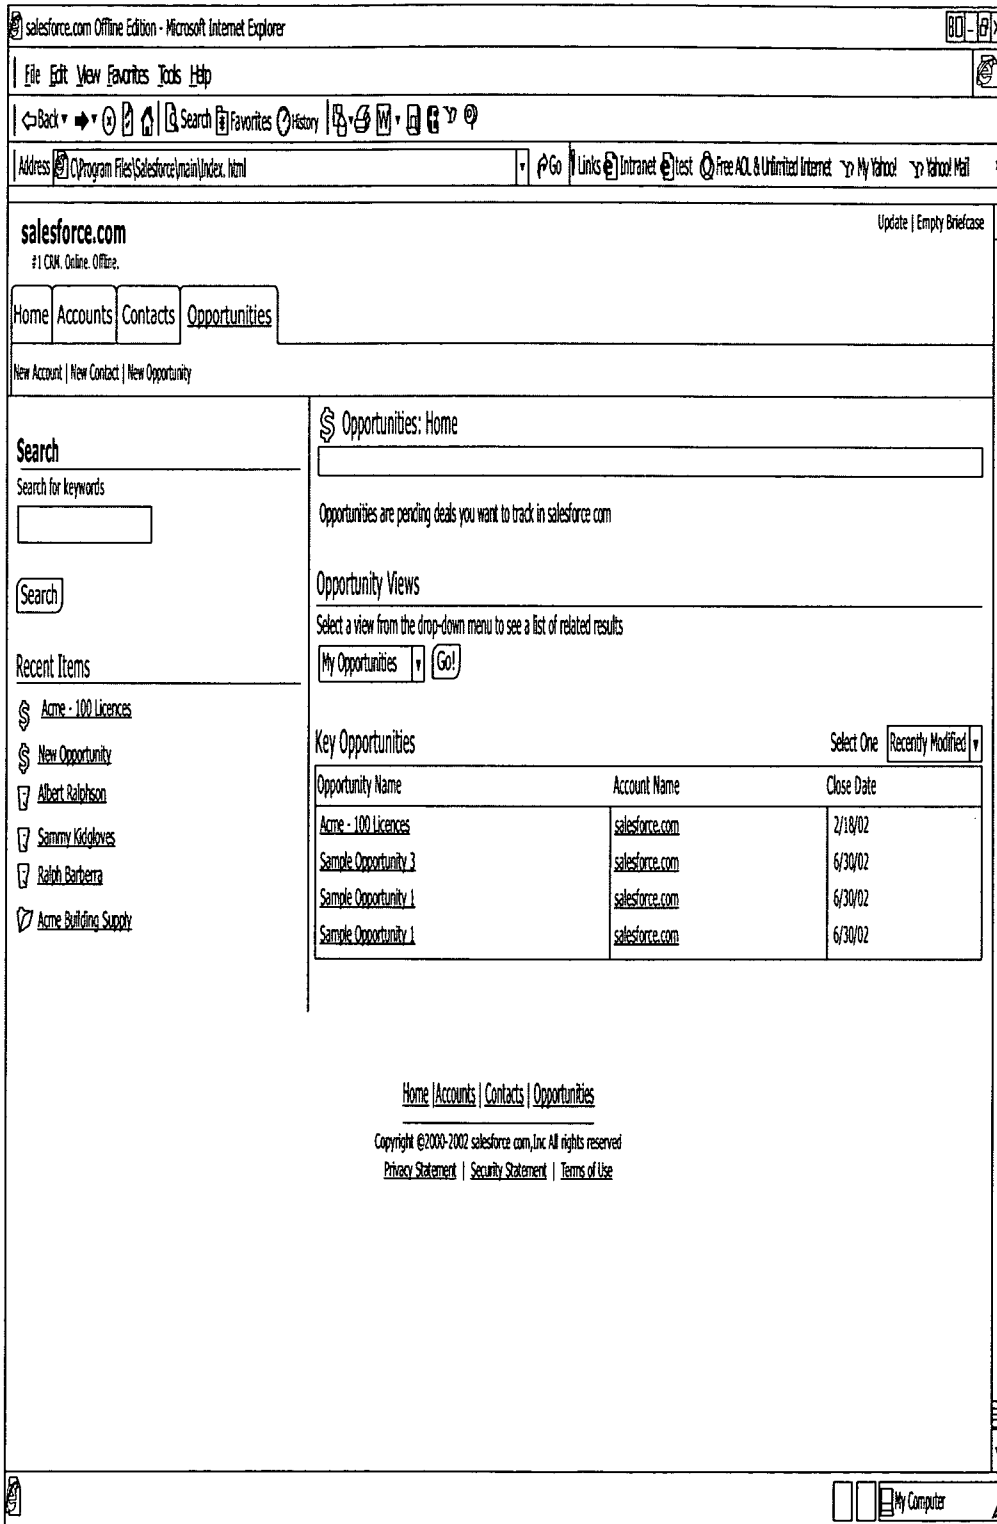 salesforce.com Offline Edition - Microsoft Internet Explorer
File Edit View Favorites Tools Help
Back Search Favorites History
Address C\Program Files\Salesforce\main\Index. html Go Links Intranet test Free AOL & Unlimited Internet My Yahoo! Yahoo! Mail
salesforce.com Update | Empty Briefcase
#1 CRM. Online. Offline.
Home Accounts Contacts Opportunities
New Account | New Contact | New Opportunity
Search
Search for keywords
Search
Recent Items
Acme - 100 Licences
New Opportunity
Albert Ralphson
Sammy Kidgloves
Ralph Barberra
Acme Building Supply
$ Opportunities: Home
Opportunities are pending deals you want to track in salesforce com
Opportunity Views
Select a view from the drop-down menu to see a list of related results
My Opportunities Go!
Key Opportunities Select One Recently Modified
Opportunity Name Account Name Close Date
Acme - 100 Licences salesforce.com 2/18/02
Sample Opportunity 3 salesforce.com 6/30/02
Sample Opportunity 1 salesforce.com 6/30/02
Sample Opportunity 1 salesforce.com 6/30/02
Home |Accounts | Contacts | Opportunities
Copyright ©2000-2002 salesforce com,Inc All rights reserved
Privacy Statement | Security Statement | Terms of Use
My Computer